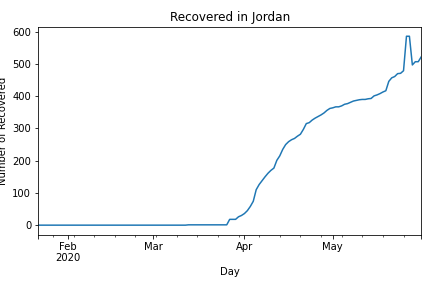 Recovered in Jordan
Number of Recovered
600
500
400
300
200
100
0
Feb
2020
Mar
Apr
May
Day